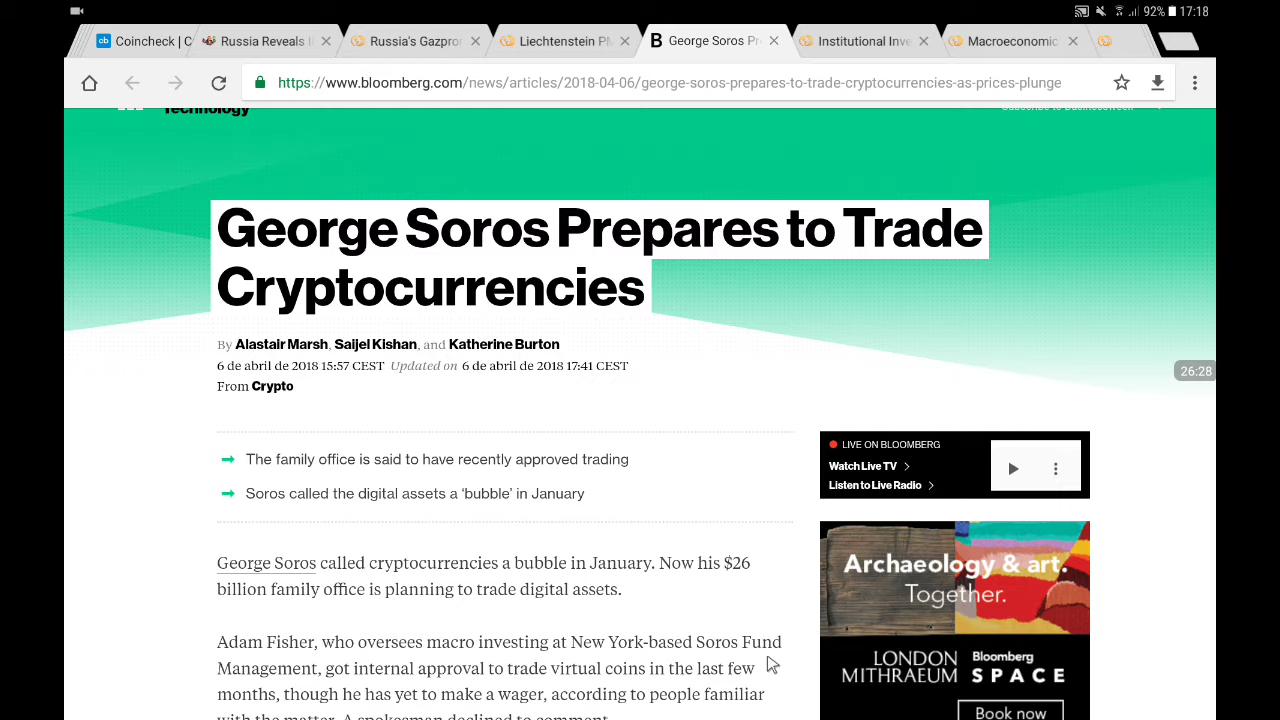 92% 17:18
Coincheck | C
Russia Reveals I
Russia's Gazpro
Liechtenstein P
George Soros Pr
Institutional Inve
Macroeconomic
https://www.bloomberg.com/news/articles/2018-04-06/george-soros-prepares-to-trade-cryptocurrencies-as-prices-plunge
Technology
Subscribe to Businessweek
George Soros Prepares to Trade
Cryptocurrencies
By Alastair Marsh, Saijel Kishan, and Katherine Burton
6 de abril de 2018 15:57 CEST Updated on 6 de abril de 2018 17:41 CEST
From Crypto
26:28
The family office is said to have recently approved trading
Soros called the digital assets a ‘bubble’ in January
LIVE ON BLOOMBERG
Watch Live TV
Listen to Live Radio
George Soros called cryptocurrencies a bubble in January. Now his $26
billion family office is planning to trade digital assets.
Adam Fisher, who oversees macro investing at New York-based Soros Fund
Management, got internal approval to trade virtual coins in the last few
months, though he has yet to make a wager, according to people familiar
with the matter. A spokesman declined to comment.
Archaeology & art.
Together.
LONDON
MITHRAEUM
Bloomberg
SPACE
Book now